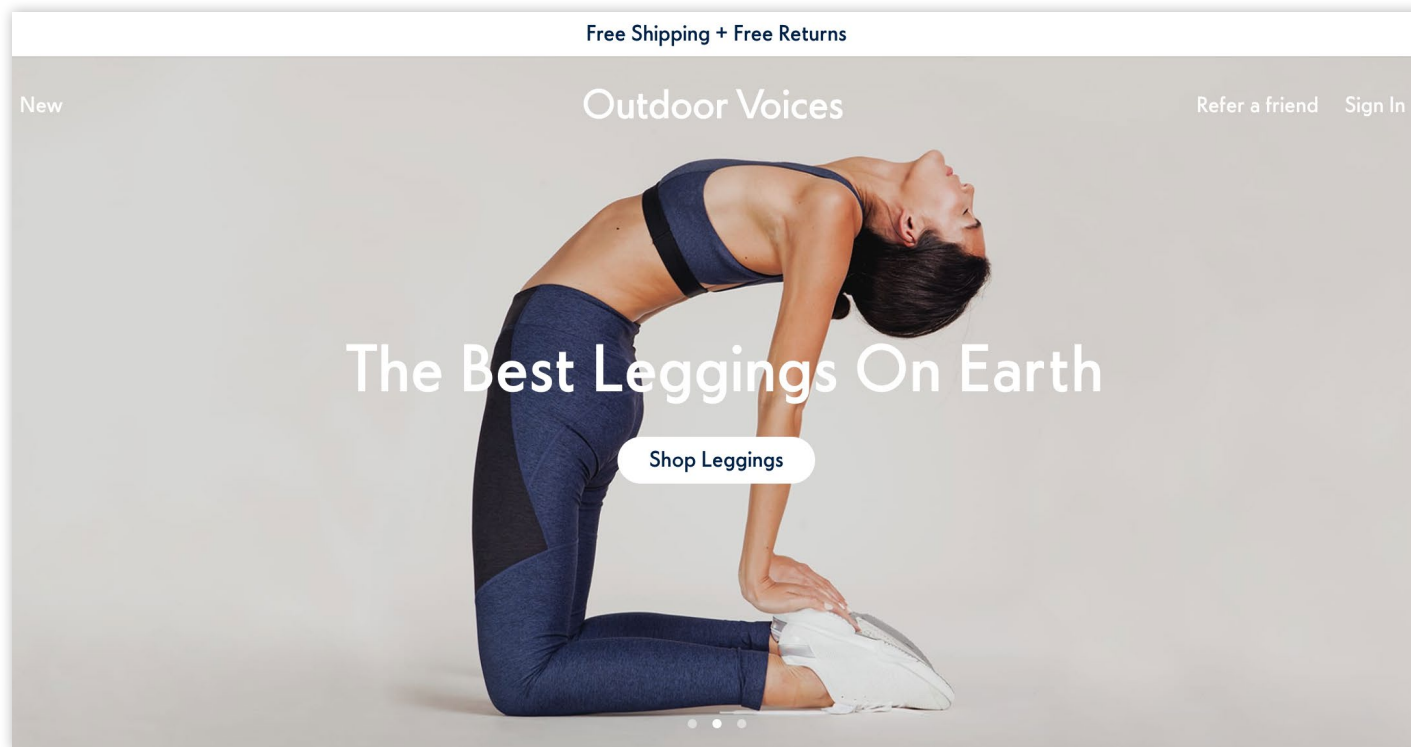 Free Shipping + Free Returns
New
Outdoor Voices
Refer a friend
Sign In
The Best Leggings On Earth
Shop Leggings